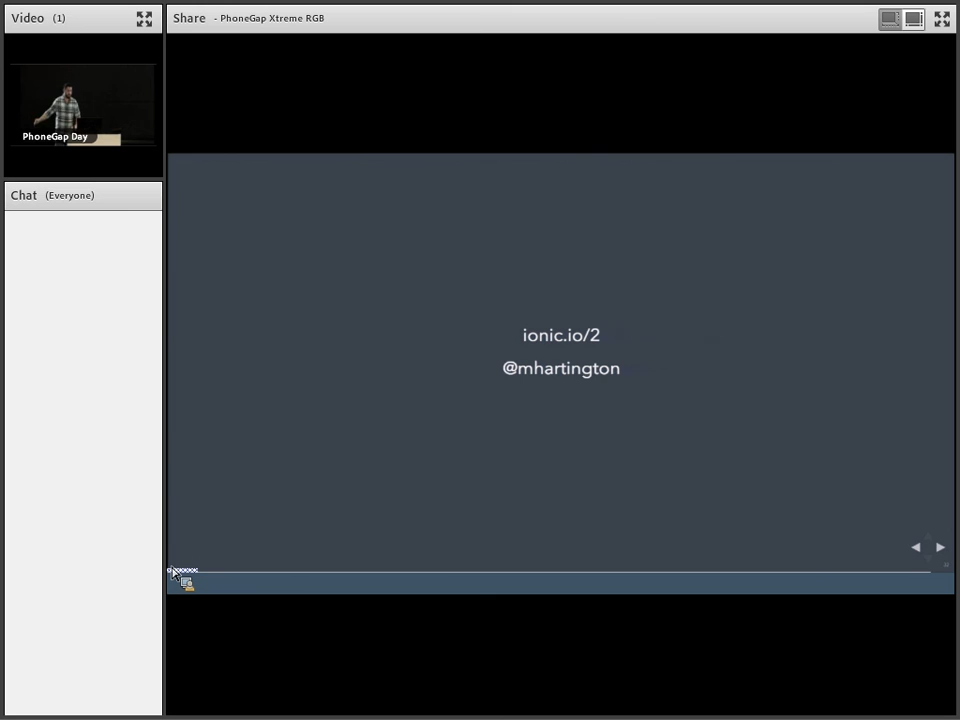 Video (1)
Share - PhoneGap Xtreme RGB
PhoneGap Day
Chat (Everyone)
ionic.io/2
@mhartington